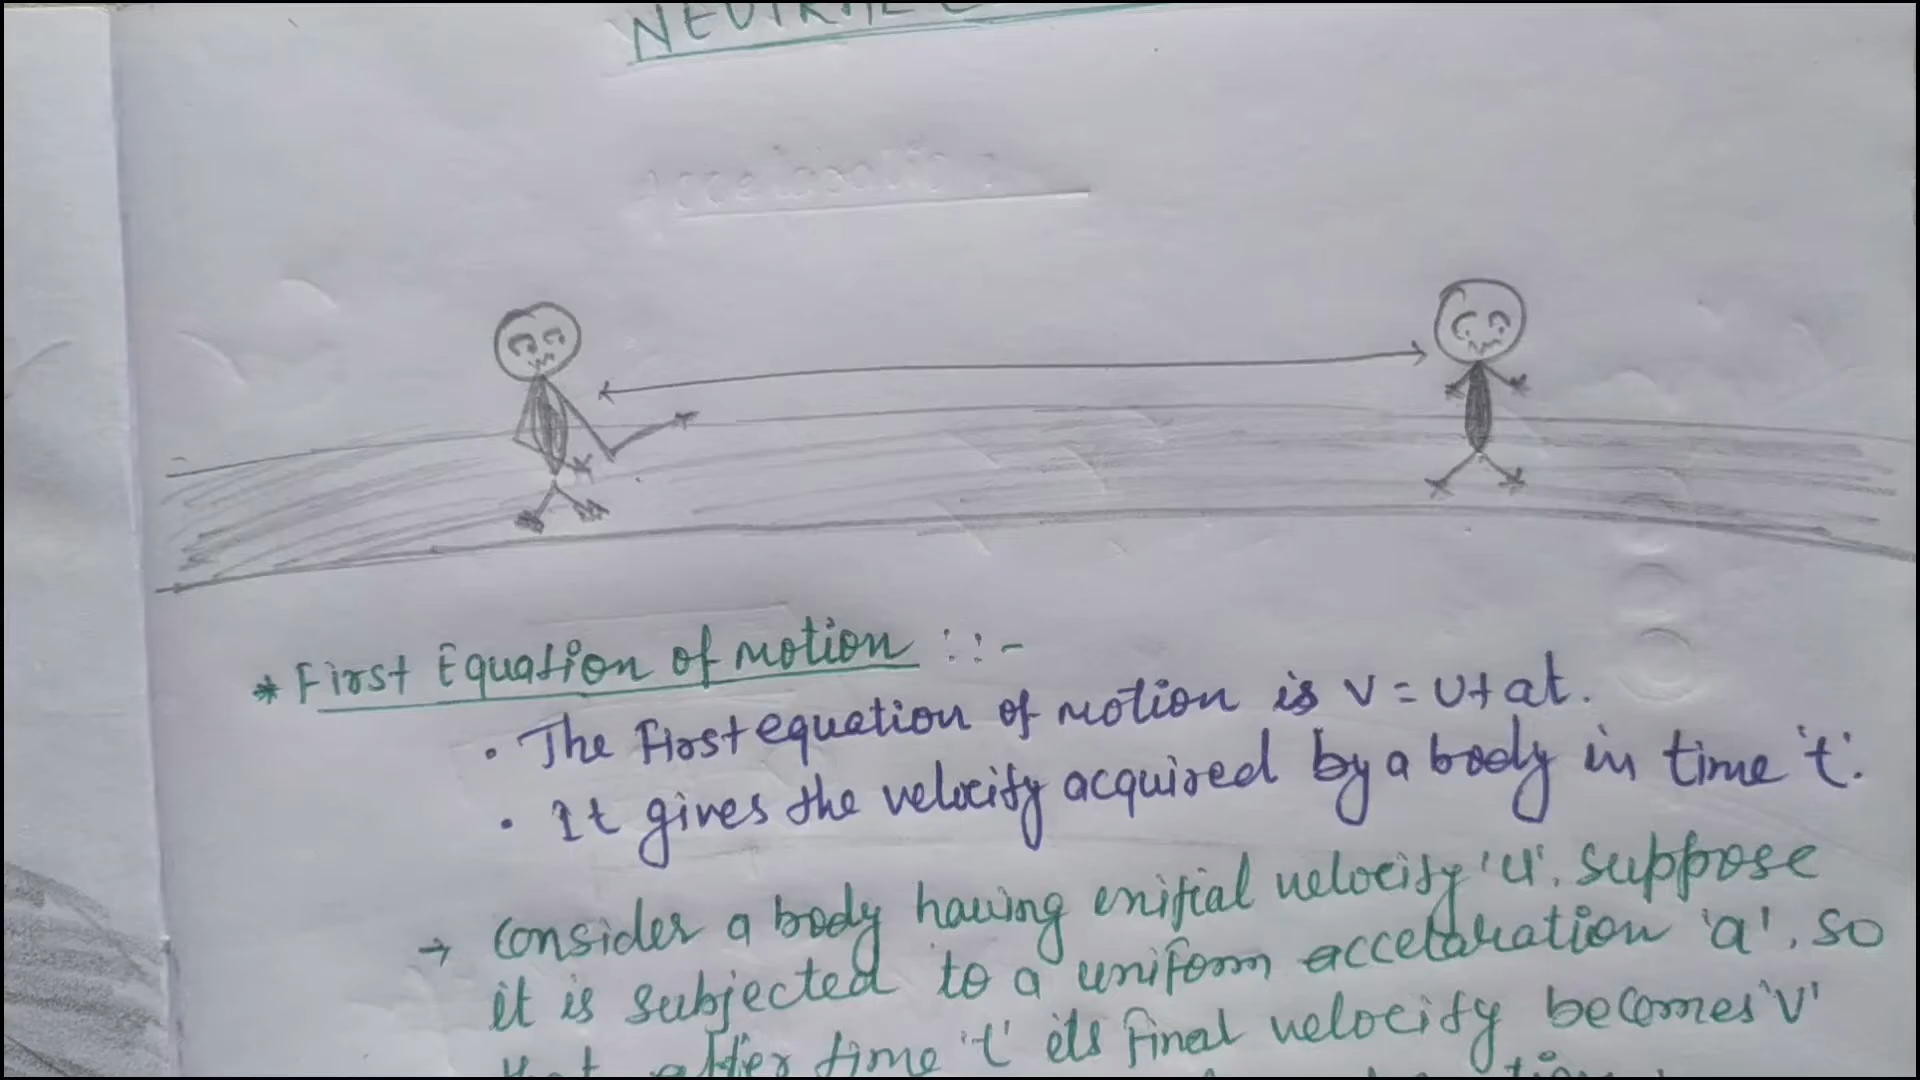 * First Equation of motion ::-
• The First equation of motion is v = u+at.
• It gives the velocity acquired by a body in time 't'.
→ consider a body having enitial velocity 'u'. suppose
it is subjected to a uniform accelaration 'a'. so
that after time 't' its final velocity becomes 'v'